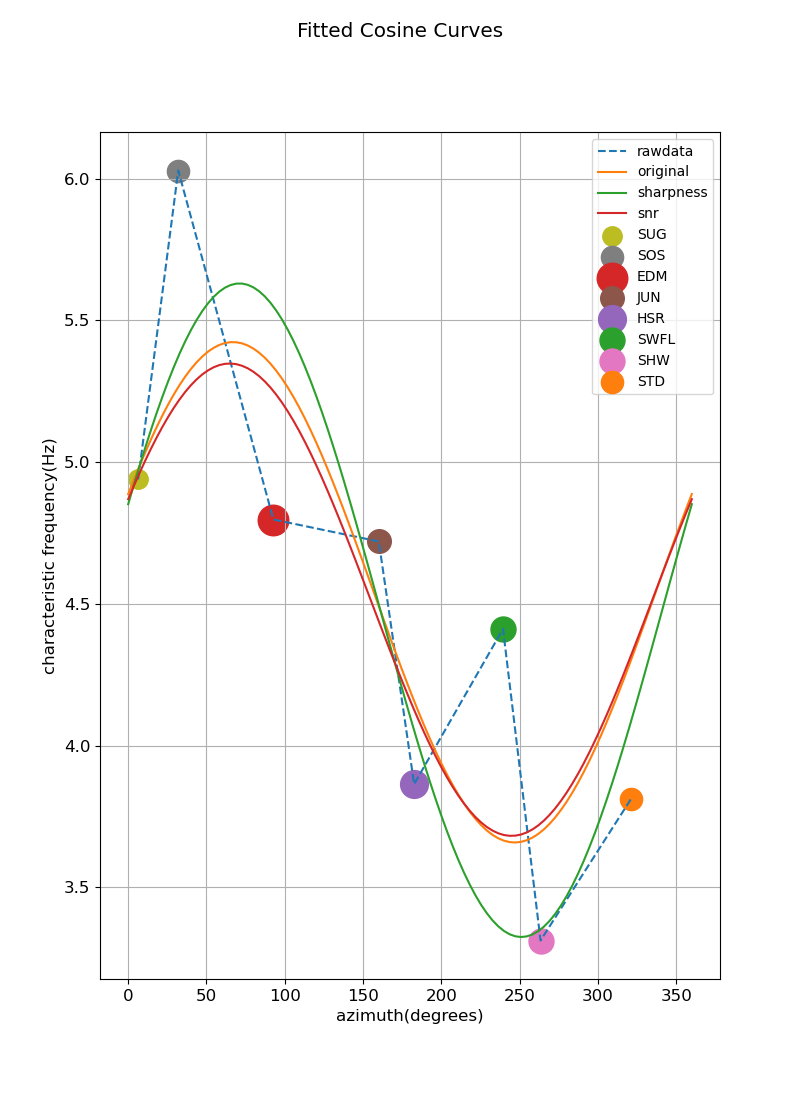 Fitted Cosine Curves
rawdata
original
sharpness
snr
SUG
SOS
EDM
JUN
HSR
SWFL
SHW
STD
6.0
5.5
5.0
4.5
4.0
3.5
characteristic frequency(Hz)
0 50 100 150 200 250 300 350
azimuth(degrees)